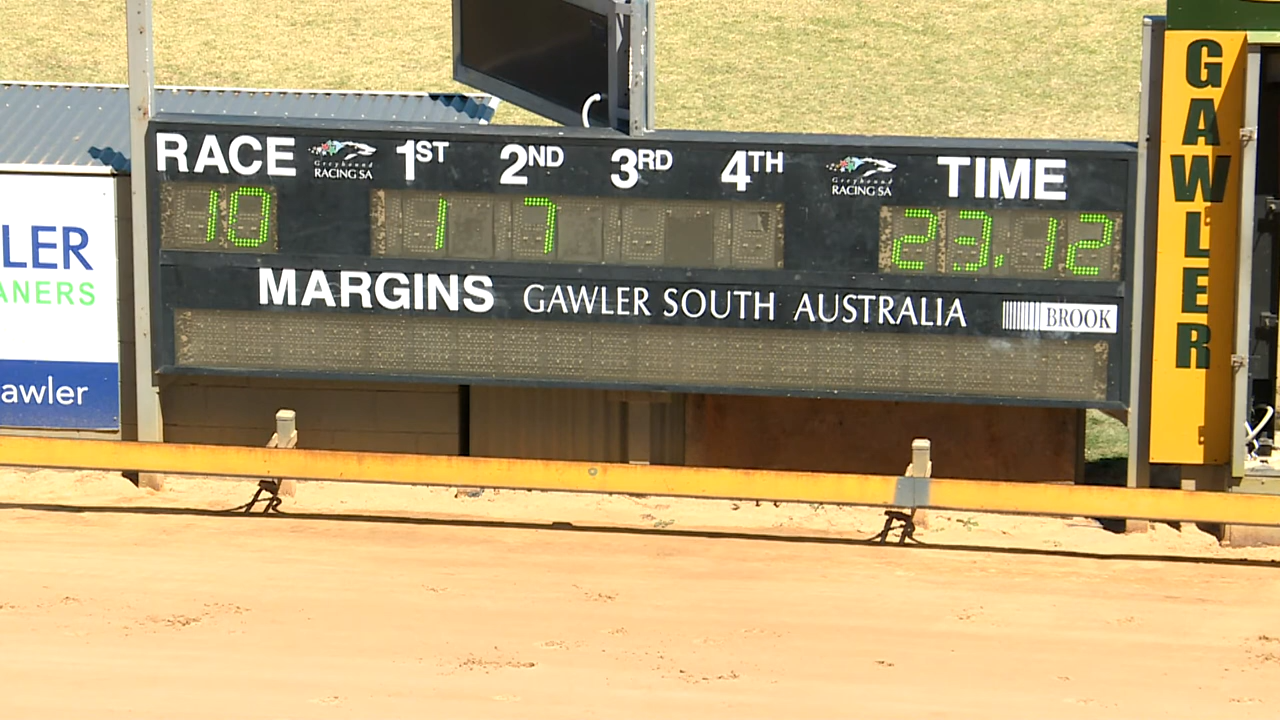 RACE Greyhound RACING SA 1ST 2ND 3RD 4TH Greyhound RACING SA TIME
10 1 7 23.12
MARGINS GAWLER SOUTH AUSTRALIA BROOK
GAWLER
LER
ANERS
awler